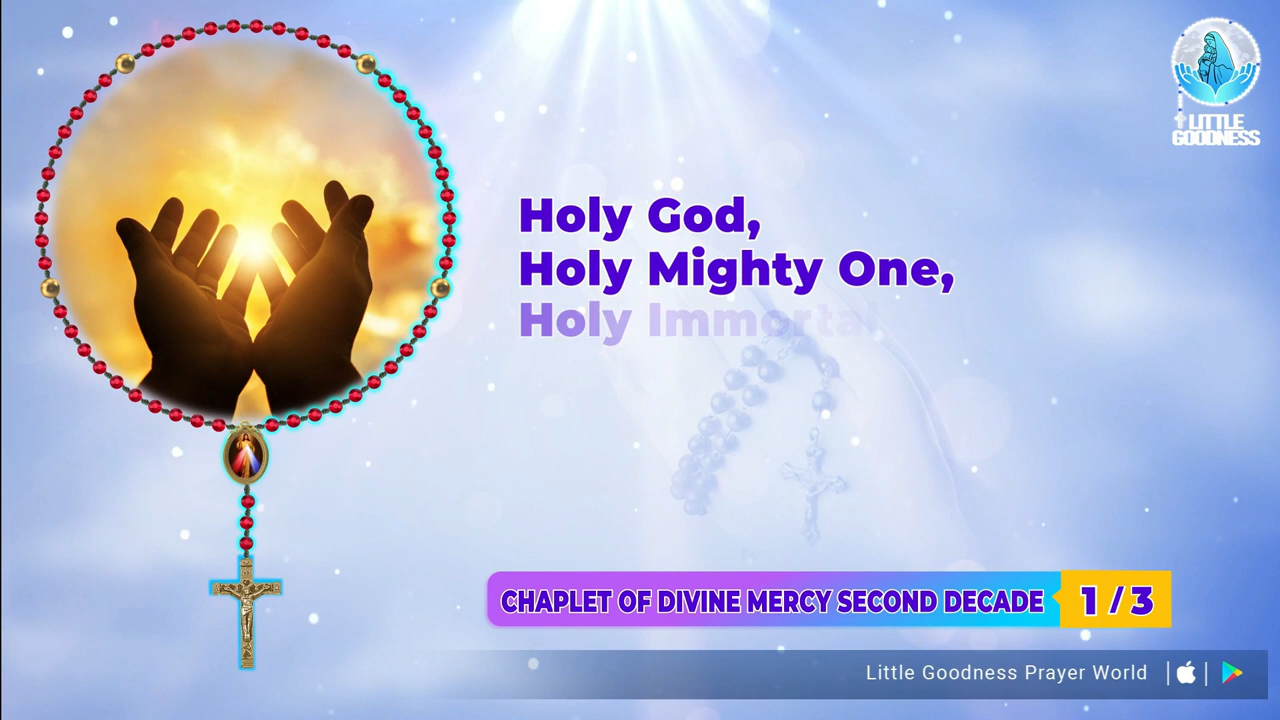 Holy God,
Holy Mighty One,
Holy Immortal
CHAPLET OF DIVINE MERCY SECOND DECADE
1 / 3
LITTLE
GOODNESS
Little Goodness Prayer World